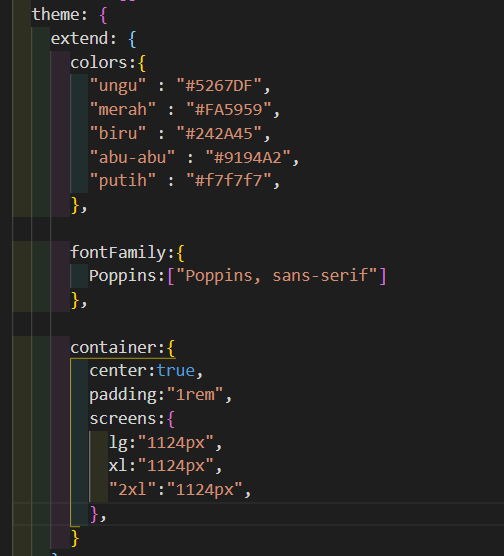 theme: {
extend: {
colors:{
"ungu" : "#5267DF",
"merah" : "#FA5959",
"biru" : "#242A45",
"abu-abu" : "#9194A2",
"putih" : "#f7f7f7",
},
fontFamily:{
Poppins:["Poppins, sans-serif"]
},
container:{
center:true,
padding:"1rem",
screens:{
lg:"1124px",
xl:"1124px",
"2xl":"1124px",
},
}